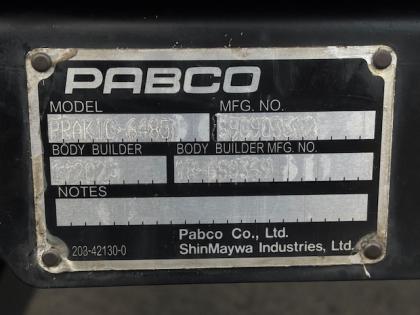 PABCO
MODEL MFG. NO.
BODY BUILDER BODY BUILDER MFG. NO.
NOTES
Pabco Co., Ltd.
203-42130-0 ShinMaywa Industries, Ltd.